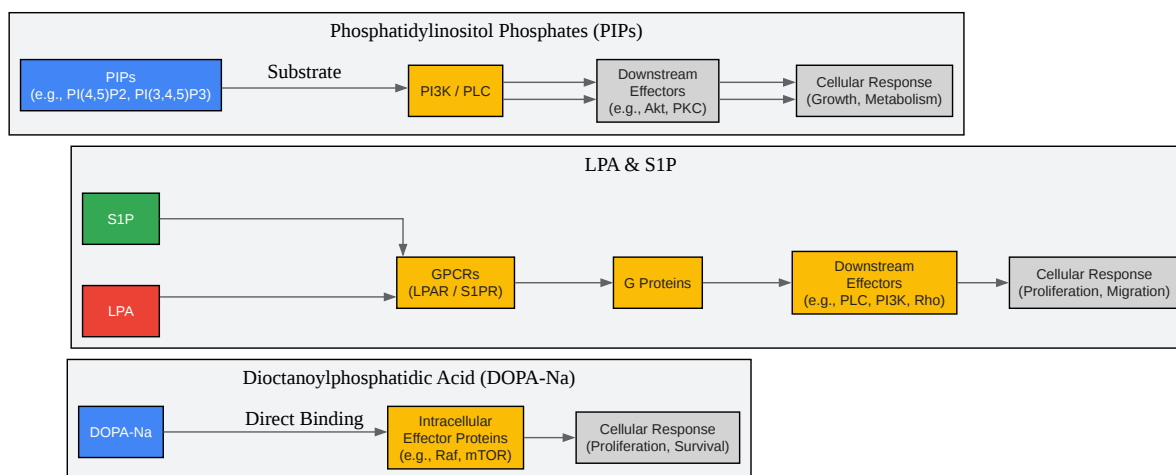 Phosphatidylinositol Phosphates (PIPs)
PIPs
(e.g., PI(4,5)P2, PI(3,4,5)P3)
Substrate
PI3K / PLC
Downstream
Effectors
(e.g., Akt, PKC)
Cellular Response
(Growth, Metabolism)
LPA & S1P
S1P
LPA
GPCRs
(LPAR / S1PR)
G Proteins
Downstream
Effectors
(e.g., PLC, PI3K, Rho)
Cellular Response
(Proliferation, Migration)
Dioctanoylphosphatidic Acid (DOPA-Na)
DOPA-Na
Direct Binding
Intracellular
Effector Proteins
(e.g., Raf, mTOR)
Cellular Response
(Proliferation, Survival)